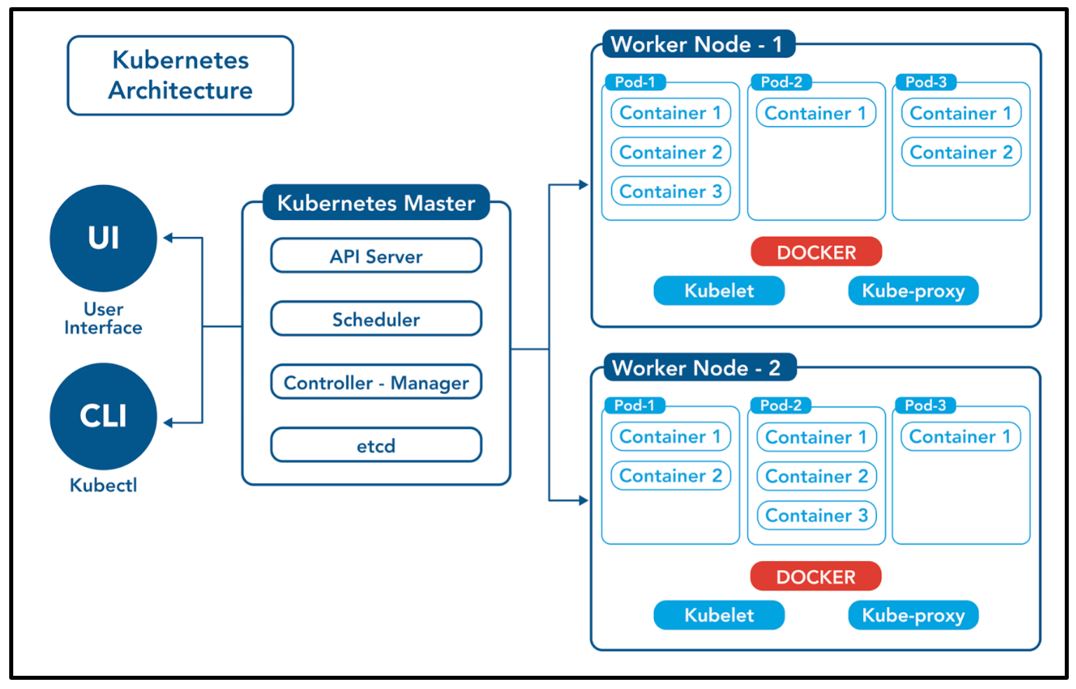 Kubernetes
Architecture
UI
User
Interface
CLI
Kubectl
Kubernetes Master
API Server
Scheduler
Controller - Manager
etcd
Worker Node - 1
Pod-1
Container 1
Container 2
Container 3
Pod-2
Container 1
Pod-3
Container 1
Container 2
DOCKER
Kubelet
Kube-proxy
Worker Node - 2
Pod-1
Container 1
Container 2
Pod-2
Container 1
Container 2
Container 3
Pod-3
Container 1
DOCKER
Kubelet
Kube-proxy